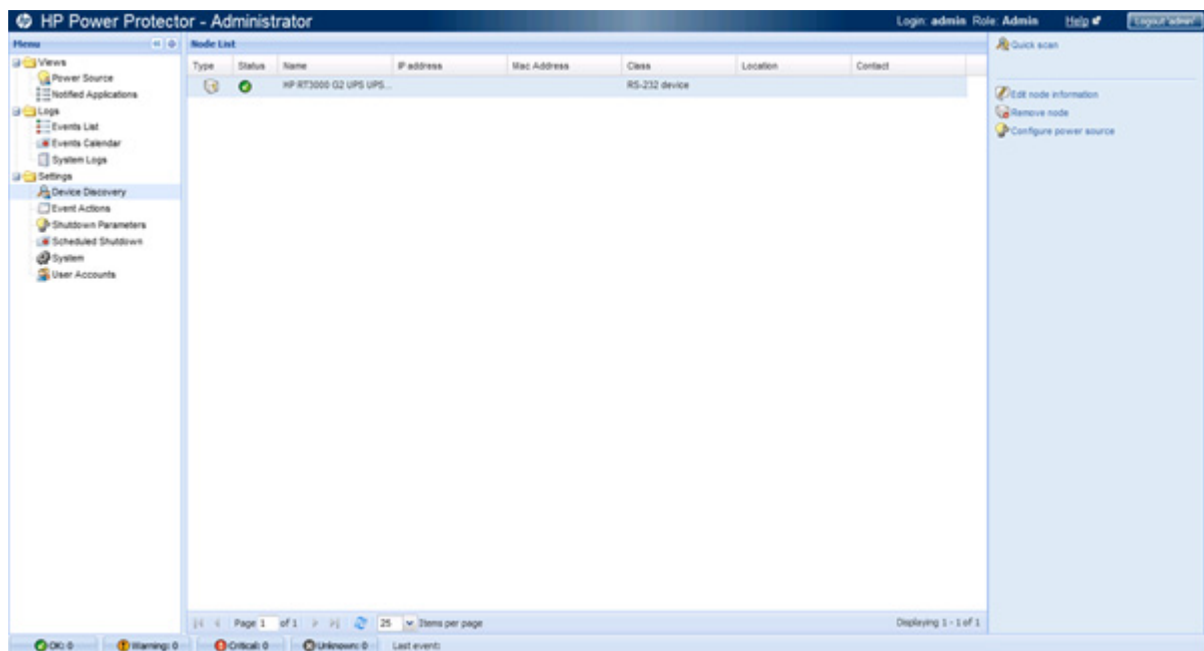 HP Power Protector - Administrator
Login: admin Role: Admin
Help
Logout 'admin'
Menu
Views
Power Source
Notified Applications
Logs
Events List
Events Calendar
System Logs
Settings
Device Discovery
Event Actions
Shutdown Parameters
Scheduled Shutdown
System
User Accounts
Node List
Type Status Name IP address Mac Address Class Location Contact
HP RT3000 G2 UPS UPS... RS-232 device
Page 1 of 1 25 Items per page
Displaying 1 - 1 of 1
Quick scan
Edit node information
Remove node
Configure power source
OK: 0 Warning: 0 Critical: 0 Unknown: 0 Last event: